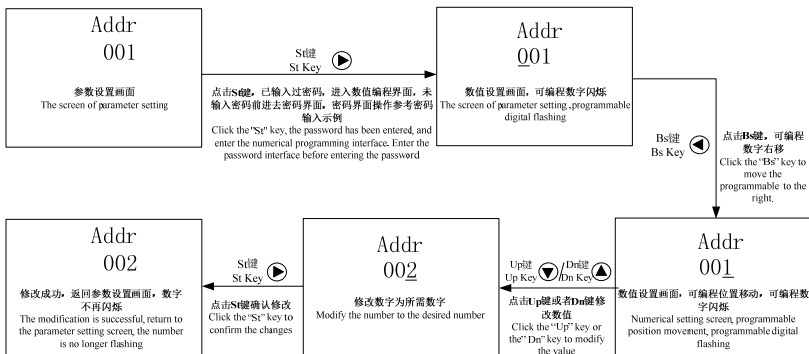 Addr
001
参数设置画面
The screen of parameter setting
St键
St Key
点击St键，已输入过密码，进入数值编程界面，未
输入密码前进去密码界面，密码界面操作参考密码
输入示例
Click the "St" key, the password has been entered, and
enter the numerical programming interface. Enter the
password interface before entering the password
Addr
001
数值设置画面，可编程数字闪烁
The screen of parameter setting ,programmable
digital flashing
Bs键
Bs Key
点击Bs键，可编程
数字右移
Click the "Bs" key to
move the
programmable to the
right.
Addr
001
数值设置画面，可编程位置移动，可编程数
字闪烁
Numerical setting screen, programmable
position movement, programmable digital
flashing
Up键
Up Key
/Dn键
Dn Key
点击Up键或者Dn键修
改数值
Click the "Up" key or
the" Dn" key to modify
the value
Addr
002
修改数字为所需数字
Modify the number to the desired number
St键
St Key
点击St键确认修改
Click the "St" key to
confirm the changes
Addr
002
修改成功，返回参数设置画面，数字
不再闪烁
The modification is successful, return to
the parameter setting screen, the number
is no longer flashing